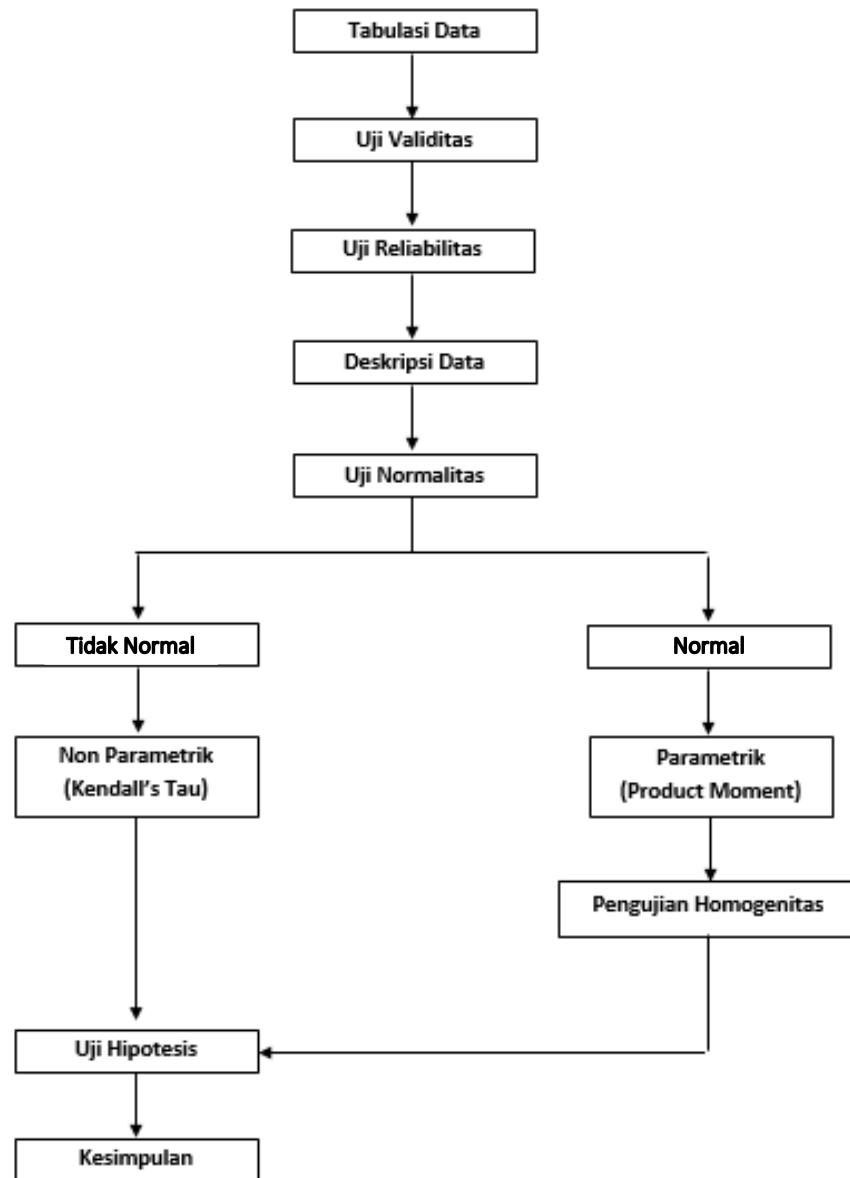 Tabulasi Data
Uji Validitas
Uji Reliabilitas
Deskripsi Data
Uji Normalitas
Tidak Normal
Normal
Non Parametrik
(Kendall's Tau)
Parametrik
(Product Moment)
Pengujian Homogenitas
Uji Hipotesis
Kesimpulan